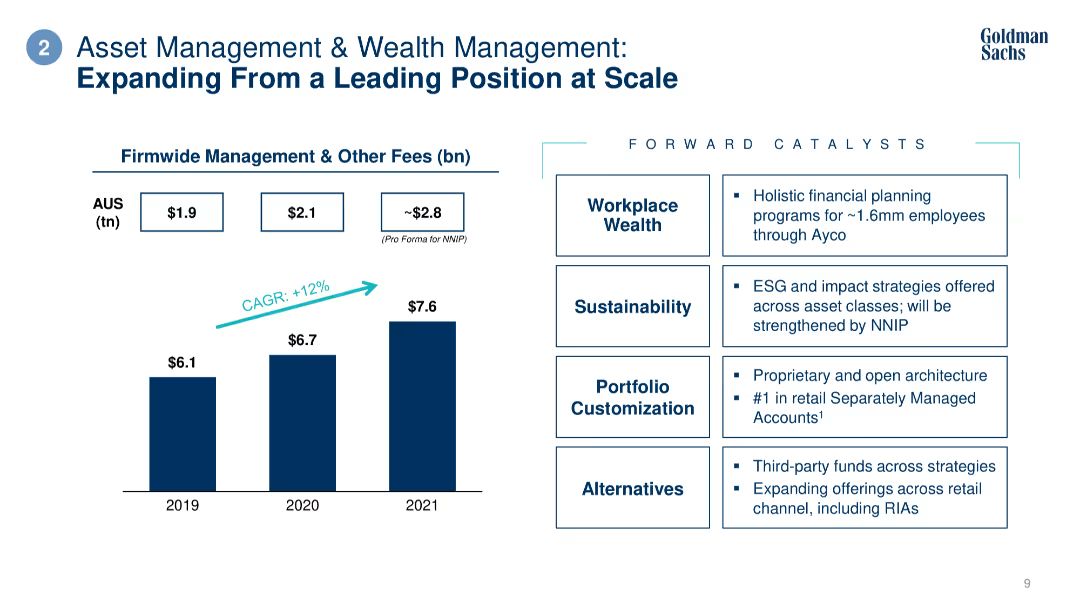 2
Asset Management & Wealth Management:
Expanding From a Leading Position at Scale
Goldman
Sachs
Firmwide Management & Other Fees (bn)
AUS
(tn)
$1.9
$2.1
~$2.8
(Pro Forma for NNIP)
CAGR: +12%
$6.1
$6.7
$7.6
2019
2020
2021
FORWARD CATALYSTS
Workplace
Wealth
▪ Holistic financial planning
programs for ~1.6mm employees
through Ayco
Sustainability
▪ ESG and impact strategies offered
across asset classes; will be
strengthened by NNIP
Portfolio
Customization
▪ Proprietary and open architecture
▪ #1 in retail Separately Managed
Accounts¹
Alternatives
▪ Third-party funds across strategies
▪ Expanding offerings across retail
channel, including RIAs
9